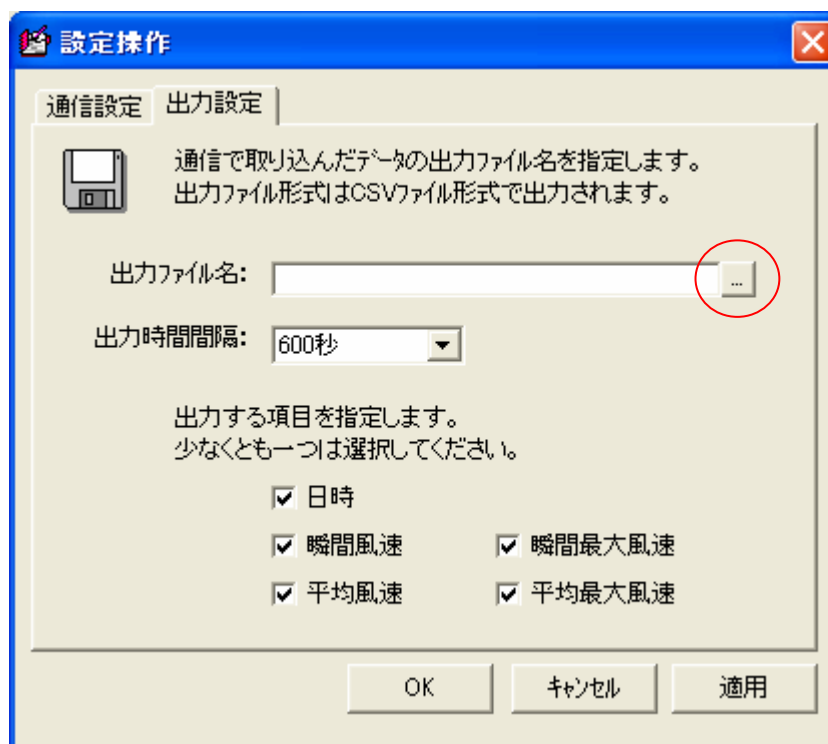 設定操作
通信設定 出力設定
通信で取り込んだﾃﾞｰﾀの出力ﾌｧｲﾙ名を指定します。
出力ﾌｧｲﾙ形式はCSVﾌｧｲﾙ形式で出力されます。
出力ﾌｧｲﾙ名: ...
出力時間間隔: 600秒
出力する項目を指定します。
少なくとも一つは選択してください。
日時
瞬間風速 瞬間最大風速
平均風速 平均最大風速
OK ｷｬﾝｾﾙ 適用